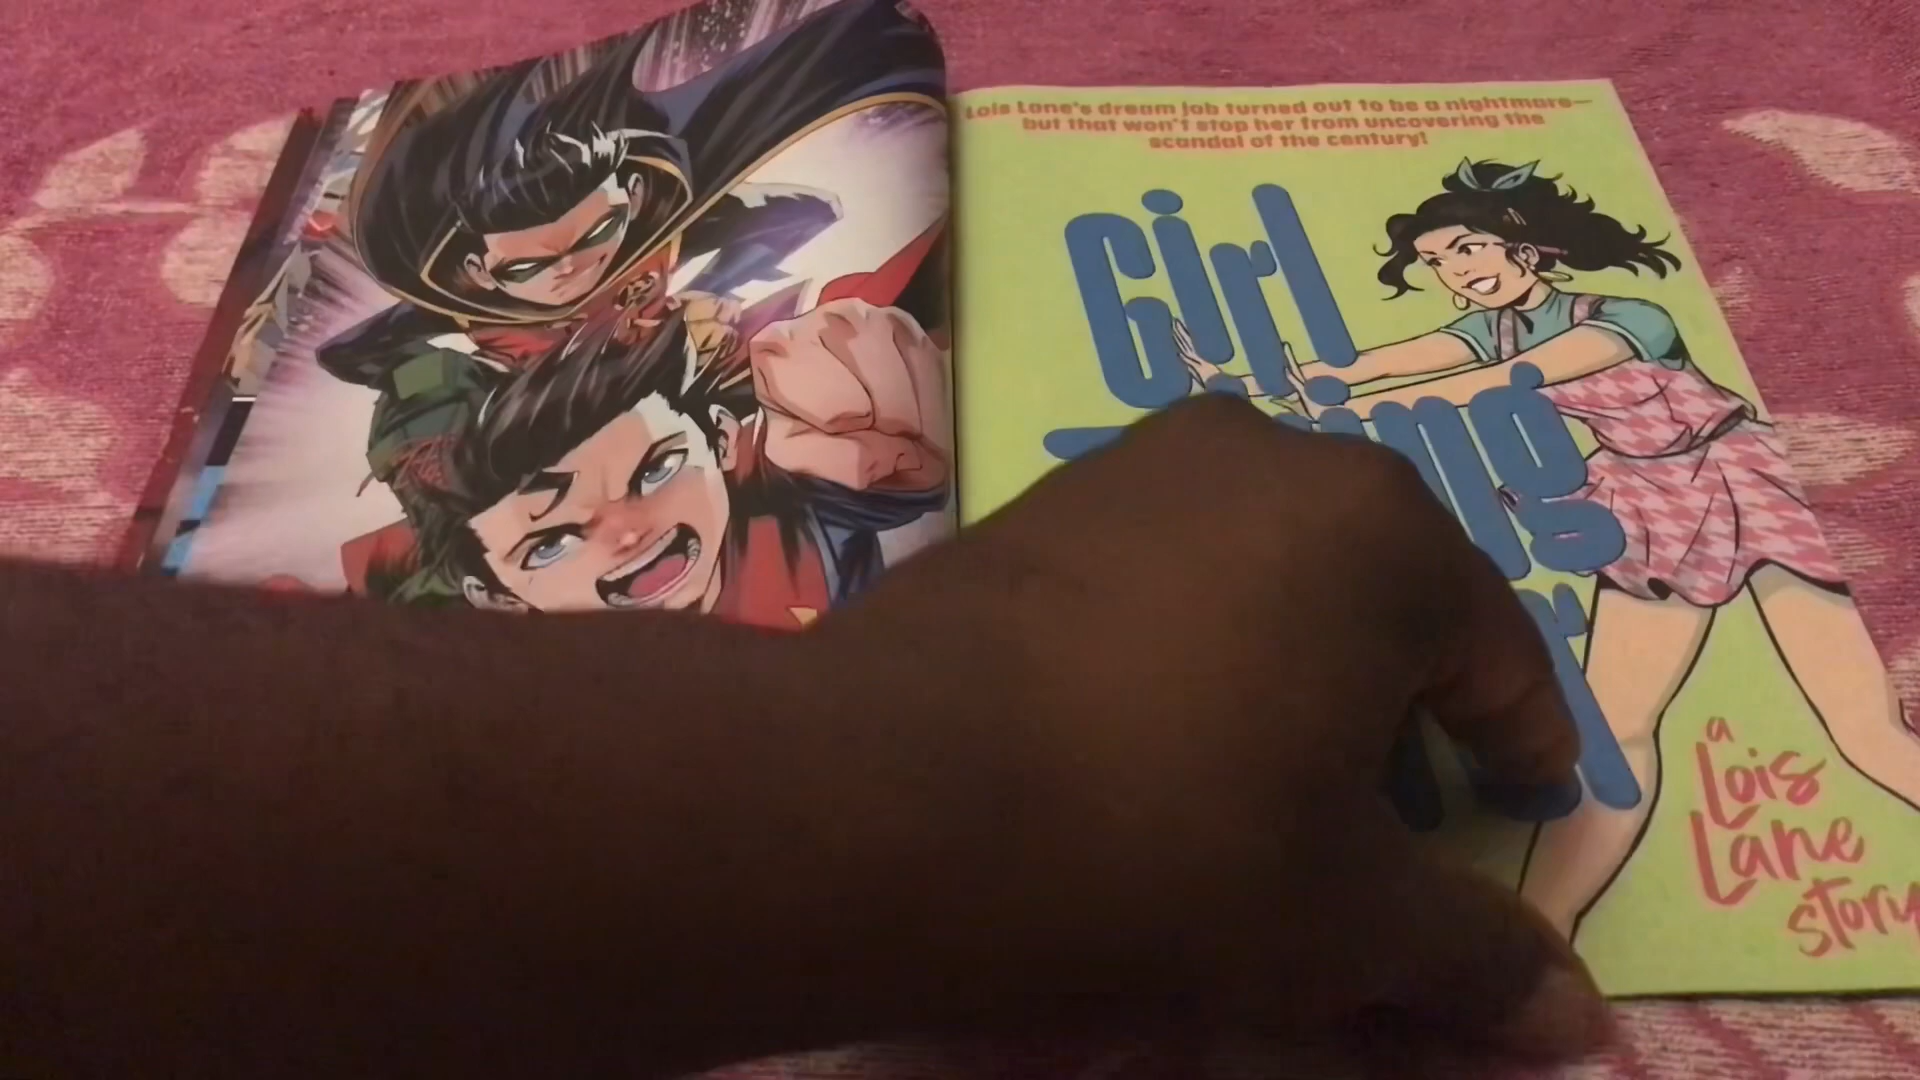 Lois Lane's dream job turned out to be a nightmare—
but that won't stop her from uncovering the
scandal of the century!
Girl
a
Lois
Lane
story